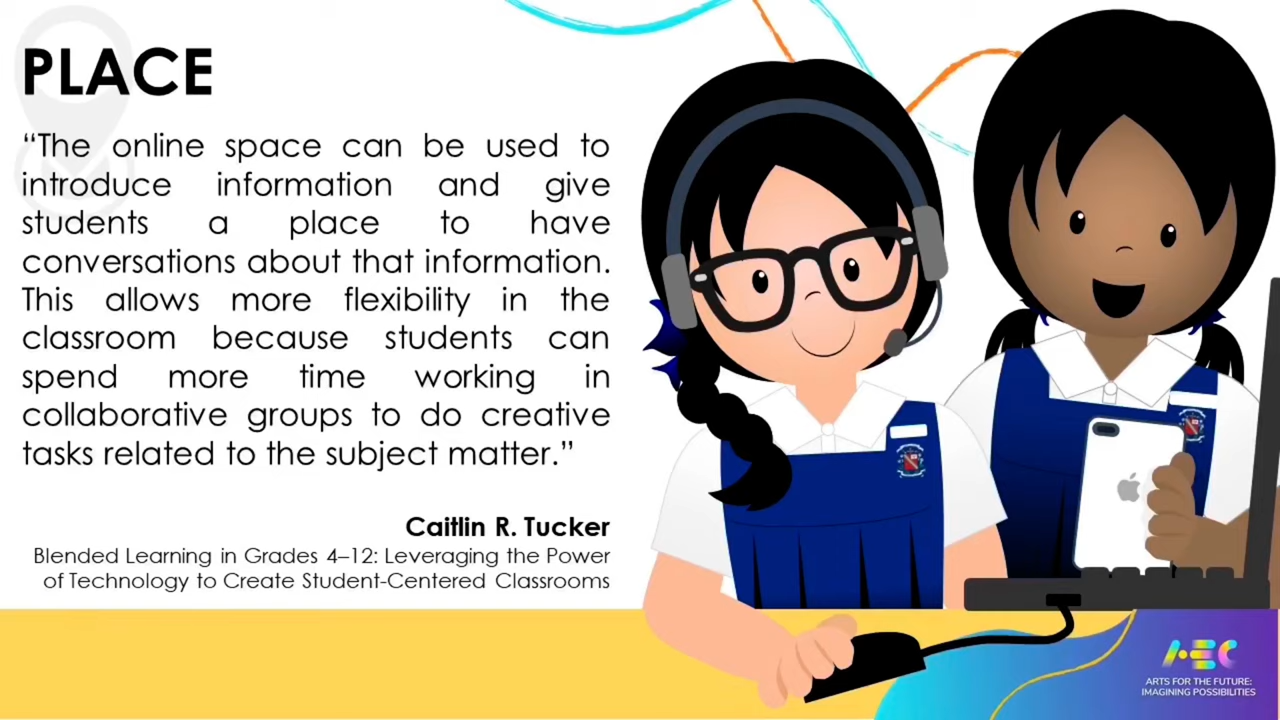 PLACE
“The online space can be used to
introduce information and give
students a place to have
conversations about that information.
This allows more flexibility in the
classroom because students can
spend more time working in
collaborative groups to do creative
tasks related to the subject matter.”
Caitlin R. Tucker
Blended Learning in Grades 4–12: Leveraging the Power
of Technology to Create Student-Centered Classrooms
AEC
ARTS FOR THE FUTURE:
IMAGINING POSSIBILITIES